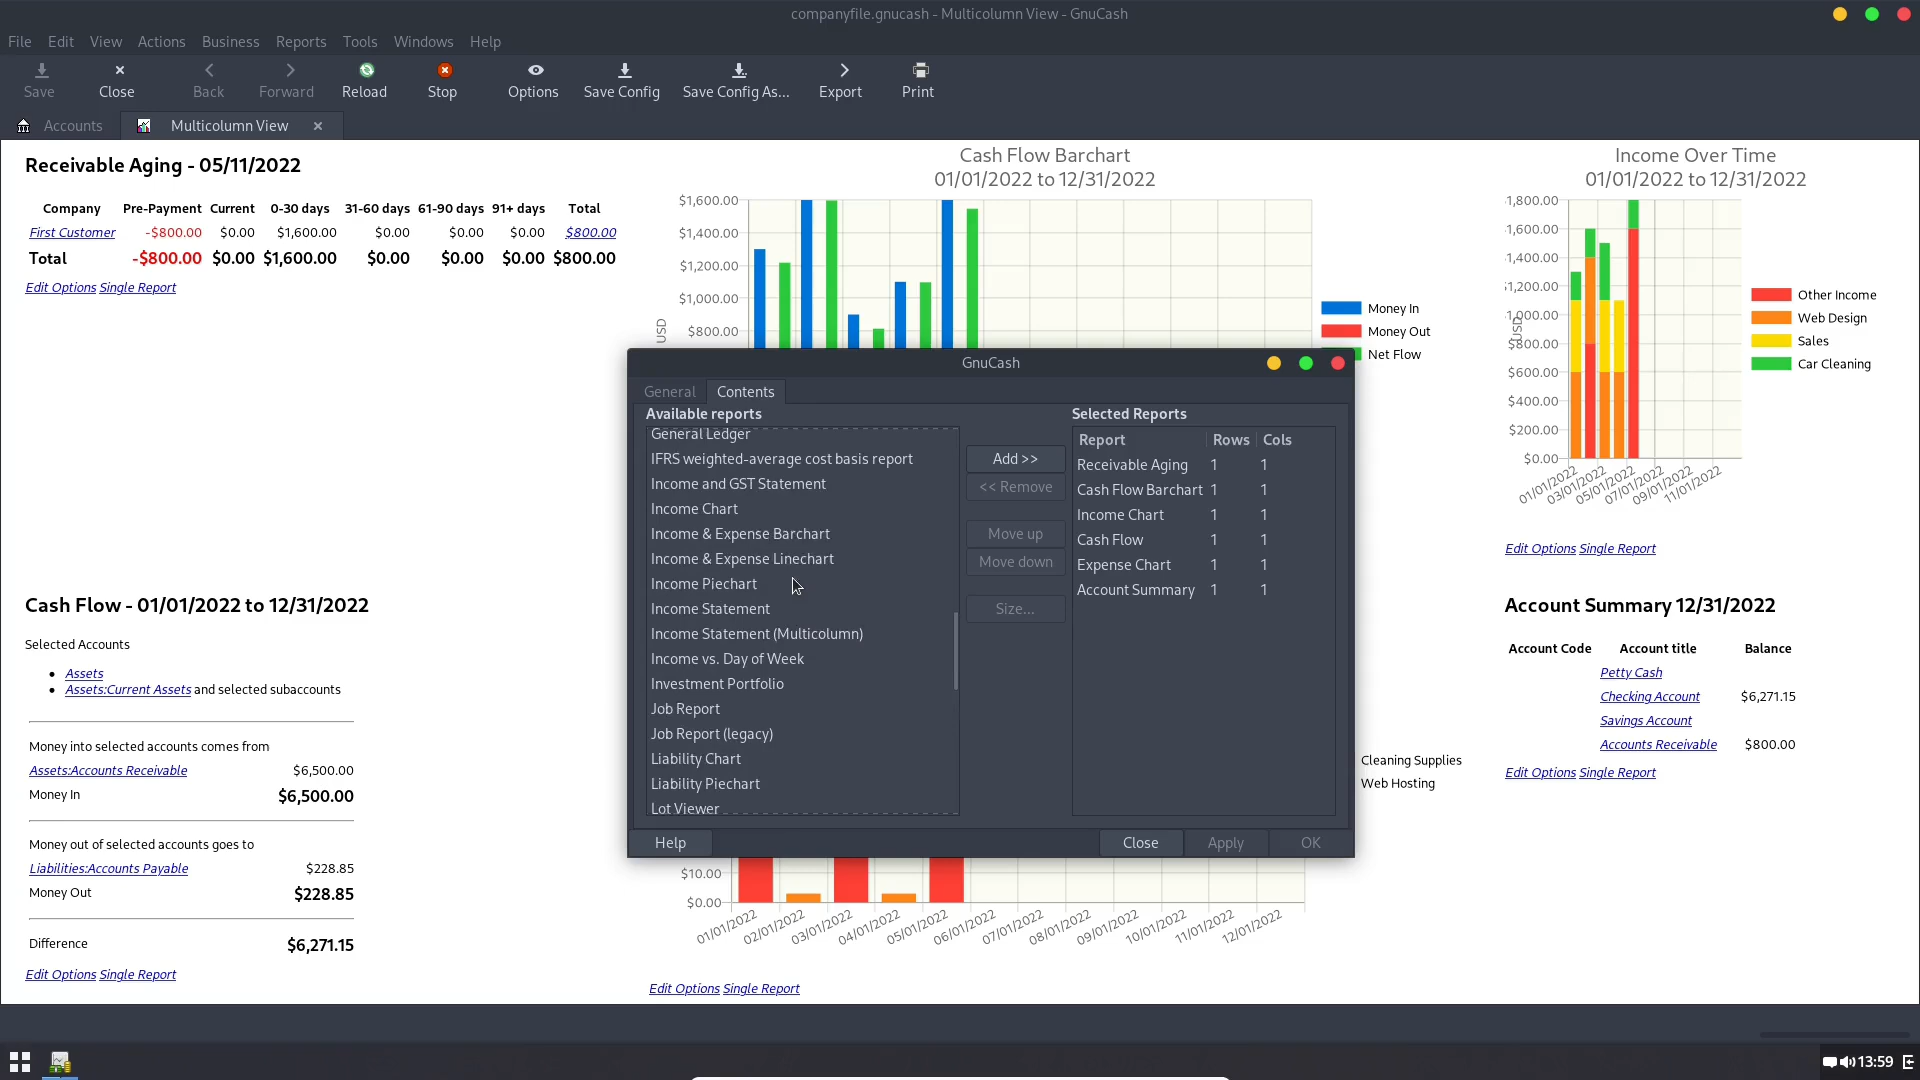 companyfile.gnucash - Multicolumn View - GnuCash
File Edit View Actions Business Reports Tools Windows Help
Save Close Back Forward Reload Stop Options Save Config Save Config As... Export Print
Accounts Multicolumn View
Receivable Aging - 05/11/2022
Company Pre-Payment Current 0-30 days 31-60 days 61-90 days 91+ days Total
First Customer -$800.00 $0.00 $1,600.00 $0.00 $0.00 $0.00 $800.00
Total -$800.00 $0.00 $1,600.00 $0.00 $0.00 $0.00 $800.00
Edit Options Single Report
Cash Flow Barchart
01/01/2022 to 12/31/2022
$1,600.00
$1,400.00
$1,200.00
$1,000.00
$800.00
USD
Money In
Money Out
Net Flow
Income Over Time
01/01/2022 to 12/31/2022
1,800.00
1,600.00
1,400.00
1,200.00
1,000.00
$800.00
$600.00
$400.00
$200.00
$0.00
USD
01/01/2022
03/01/2022
05/01/2022
07/01/2022
09/01/2022
11/01/2022
Other Income
Web Design
Sales
Car Cleaning
Edit Options Single Report
GnuCash
General Contents
Available reports
General Ledger
IFRS weighted-average cost basis report
Income and GST Statement
Income Chart
Income & Expense Barchart
Income & Expense Linechart
Income Piechart
Income Statement
Income Statement (Multicolumn)
Income vs. Day of Week
Investment Portfolio
Job Report
Job Report (legacy)
Liability Chart
Liability Piechart
Lot Viewer
Add >>
<< Remove
Move up
Move down
Size...
Selected Reports
Report Rows Cols
Receivable Aging 1 1
Cash Flow Barchart 1 1
Income Chart 1 1
Cash Flow 1 1
Expense Chart 1 1
Account Summary 1 1
Help Close Apply OK
Cash Flow - 01/01/2022 to 12/31/2022
Selected Accounts
Assets
Assets:Current Assets and selected subaccounts
Money into selected accounts comes from
Assets:Accounts Receivable $6,500.00
Money In $6,500.00
Money out of selected accounts goes to
Liabilities:Accounts Payable $228.85
Money Out $228.85
Difference $6,271.15
Edit Options Single Report
Cleaning Supplies
Web Hosting
$10.00
$0.00
01/01/2022
02/01/2022
03/01/2022
04/01/2022
05/01/2022
06/01/2022
07/01/2022
08/01/2022
09/01/2022
10/01/2022
11/01/2022
12/01/2022
Edit Options Single Report
Account Summary 12/31/2022
Account Code Account title Balance
Petty Cash
Checking Account $6,271.15
Savings Account
Accounts Receivable $800.00
Edit Options Single Report
13:59